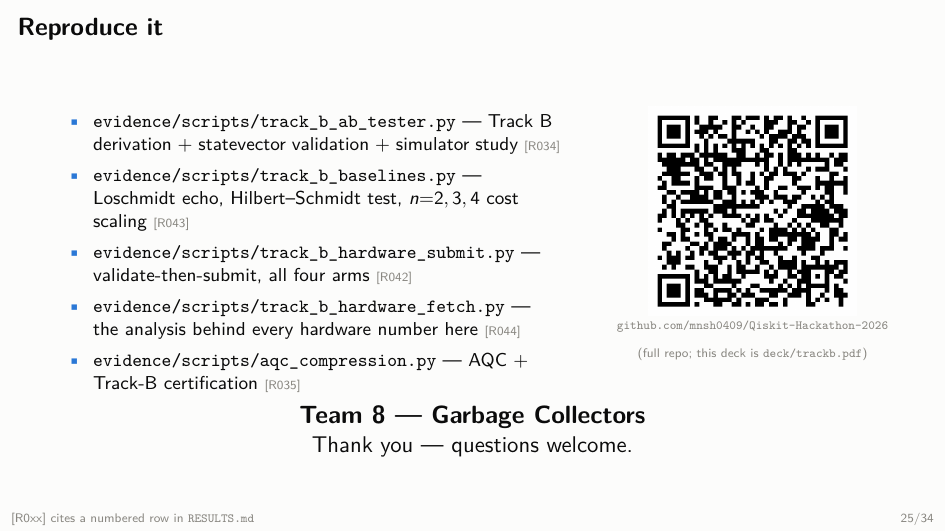 Reproduce it
evidence/scripts/track_b_ab_tester.py — Track B
derivation + statevector validation + simulator study [R034]
evidence/scripts/track_b_baselines.py —
Loschmidt echo, Hilbert–Schmidt test, n=2, 3, 4 cost
scaling [R043]
evidence/scripts/track_b_hardware_submit.py —
validate-then-submit, all four arms [R042]
evidence/scripts/track_b_hardware_fetch.py —
the analysis behind every hardware number here [R044]
evidence/scripts/aqc_compression.py — AQC +
Track-B certification [R035]
github.com/mnsh0409/Qiskit-Hackathon-2026
(full repo; this deck is deck/trackb.pdf)
Team 8 — Garbage Collectors
Thank you — questions welcome.
[R0xx] cites a numbered row in RESULTS.md
25/34